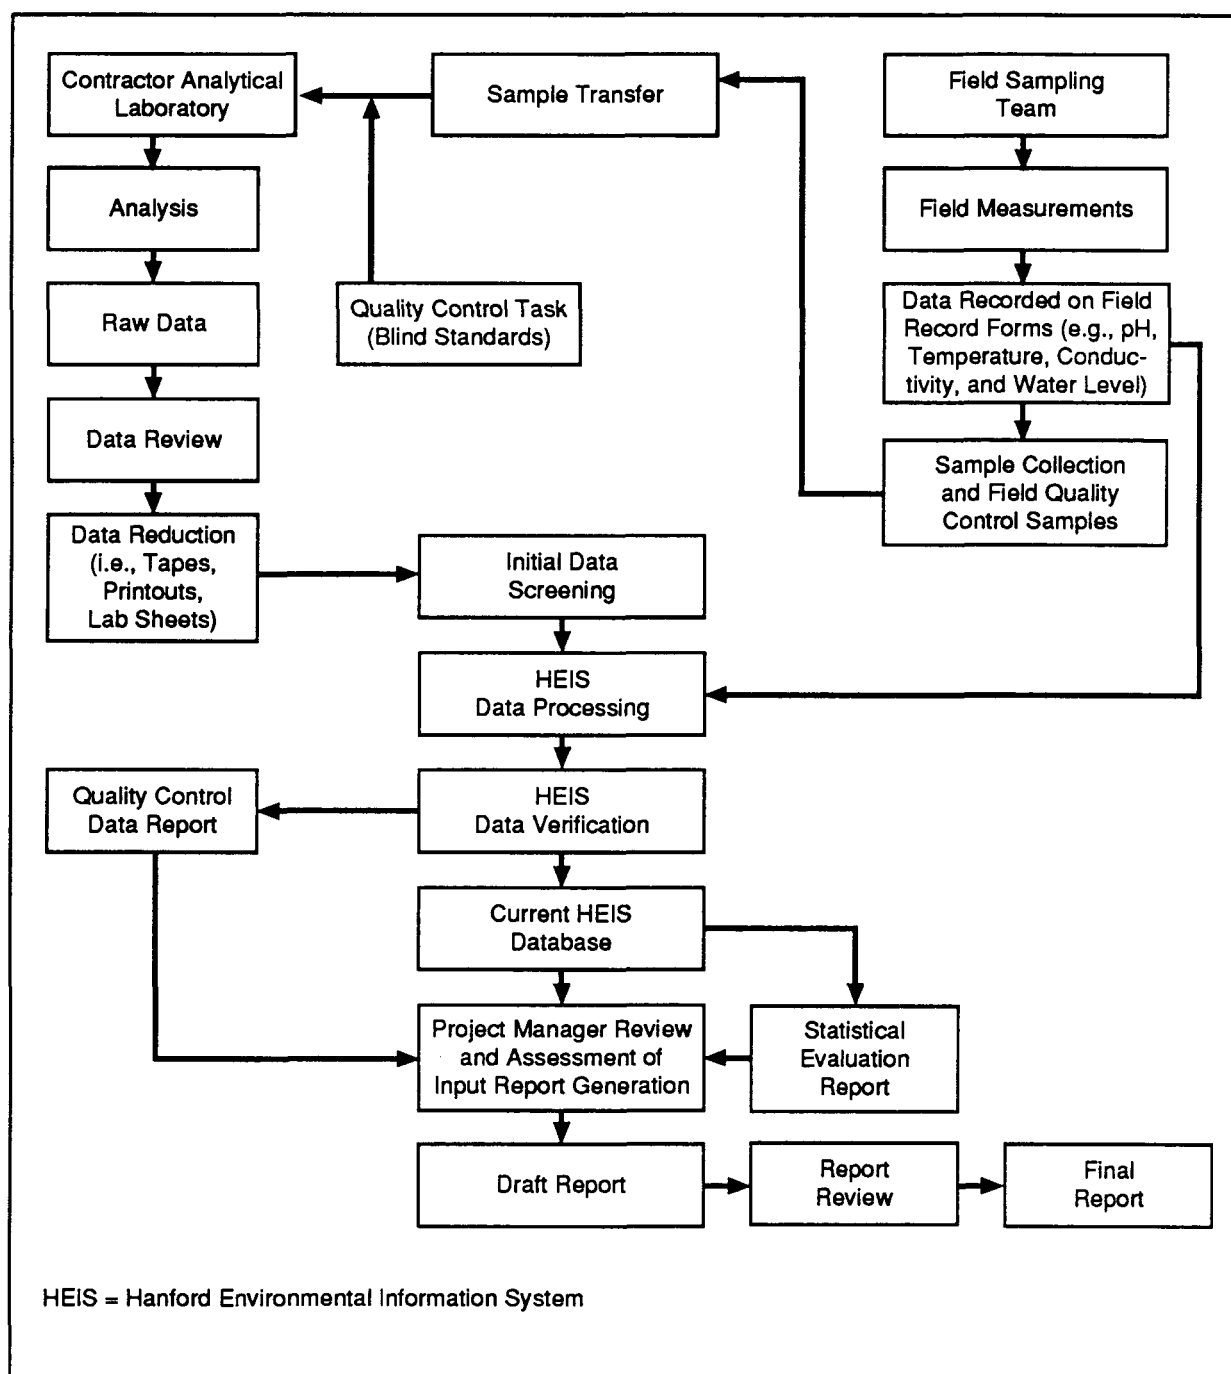 Contractor Analytical
Laboratory
Sample Transfer
Field Sampling
Team
Analysis
Field Measurements
Raw Data
Quality Control Task
(Blind Standards)
Data Recorded on Field
Record Forms (e.g., pH,
Temperature, Conduc-
tivity, and Water Level)
Data Review
Sample Collection
and Field Quality
Control Samples
Data Reduction
(i.e., Tapes,
Printouts,
Lab Sheets)
Initial Data
Screening
HEIS
Data Processing
Quality Control
Data Report
HEIS
Data Verification
Current HEIS
Database
Project Manager Review
and Assessment of
Input Report Generation
Statistical
Evaluation
Report
Draft Report
Report
Review
Final
Report
HEIS = Hanford Environmental Information System